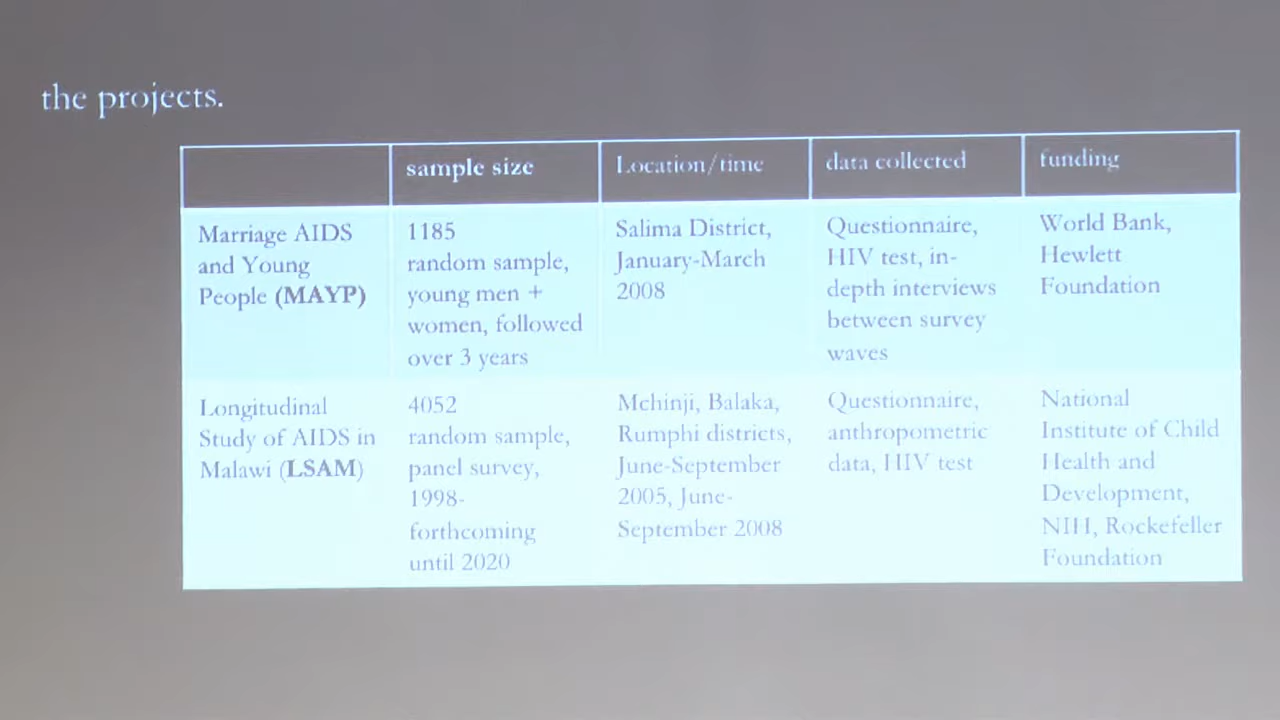 the projects.
sample size
Location/time
data collected
funding
Marriage AIDS
and Young
People (MAYP)
1185
random sample,
young men +
women, followed
over 3 years
Salima District,
January-March
2008
Questionnaire,
HIV test, in-
depth interviews
between survey
waves
World Bank,
Hewlett
Foundation
Longitudinal
Study of AIDS in
Malawi (LSAM)
4052
random sample,
panel survey,
1998-
forthcoming
until 2020
Mchinji, Balaka,
Rumphi districts,
June-September
2005, June-
September 2008
Questionnaire,
anthropometric
data, HIV test
National
Institute of Child
Health and
Development,
NIH, Rockefeller
Foundation